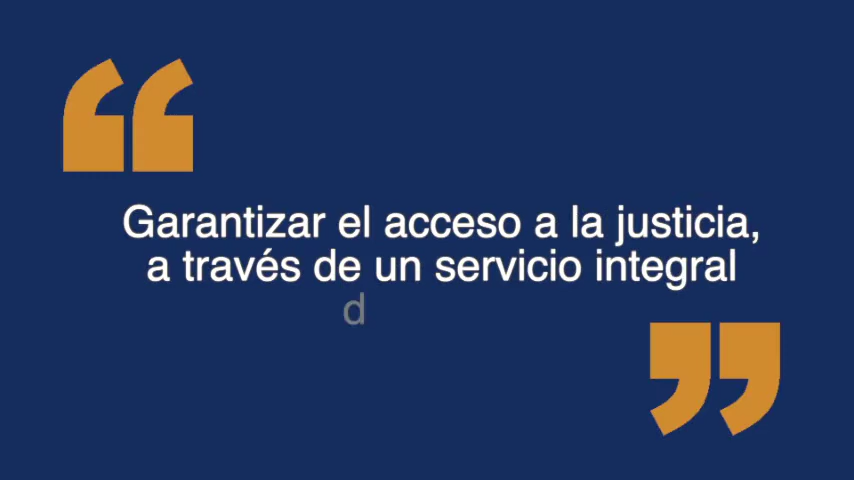 Garantizar el acceso a la justicia,
a través de un servicio integral
d